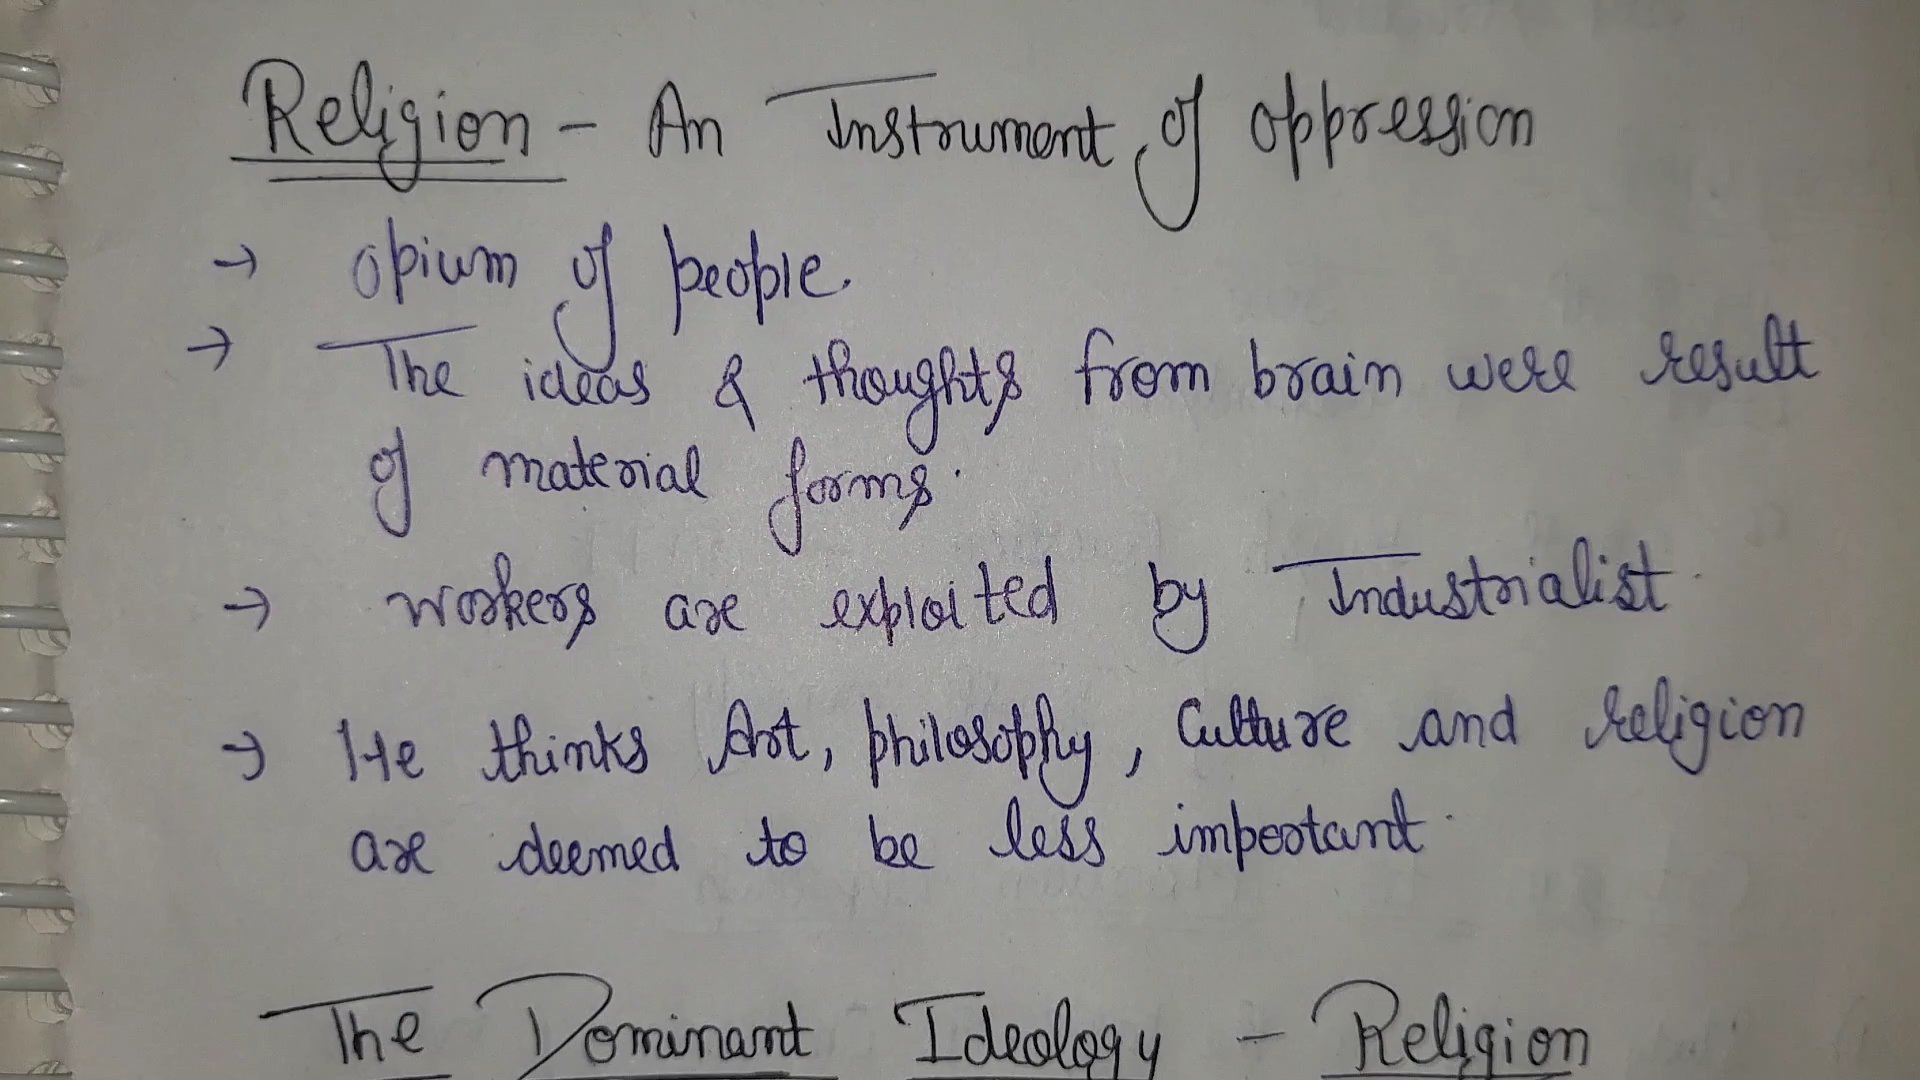 Religion - An Instrument of oppression
→ opium of people.
→ The ideas & thoughts from brain were result
of material forms.
→ workers are exploited by Industrialist.
→ He thinks Art, philosophy, Culture and religion
are deemed to be less important.
The Dominant Ideology - Religion